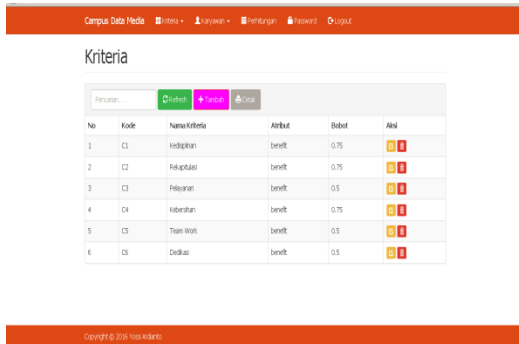 Campus Data Media Kriteria Karyawan Perhitungan Password Logout
Kriteria
Pencarian. . . Refresh Tambah Cetak
No Kode Nama Kriteria Atribut Bobot Aksi
1 C1 Kedisiplinan benefit 0.75
2 C2 Rekapitulasi benefit 0.75
3 C3 Pelayanan benefit 0.5
4 C4 Kebersihan benefit 0.75
5 C5 Team Work benefit 0.5
6 C6 Dedikasi benefit 0.5
Copyright © 2016 Yossi Ardianto